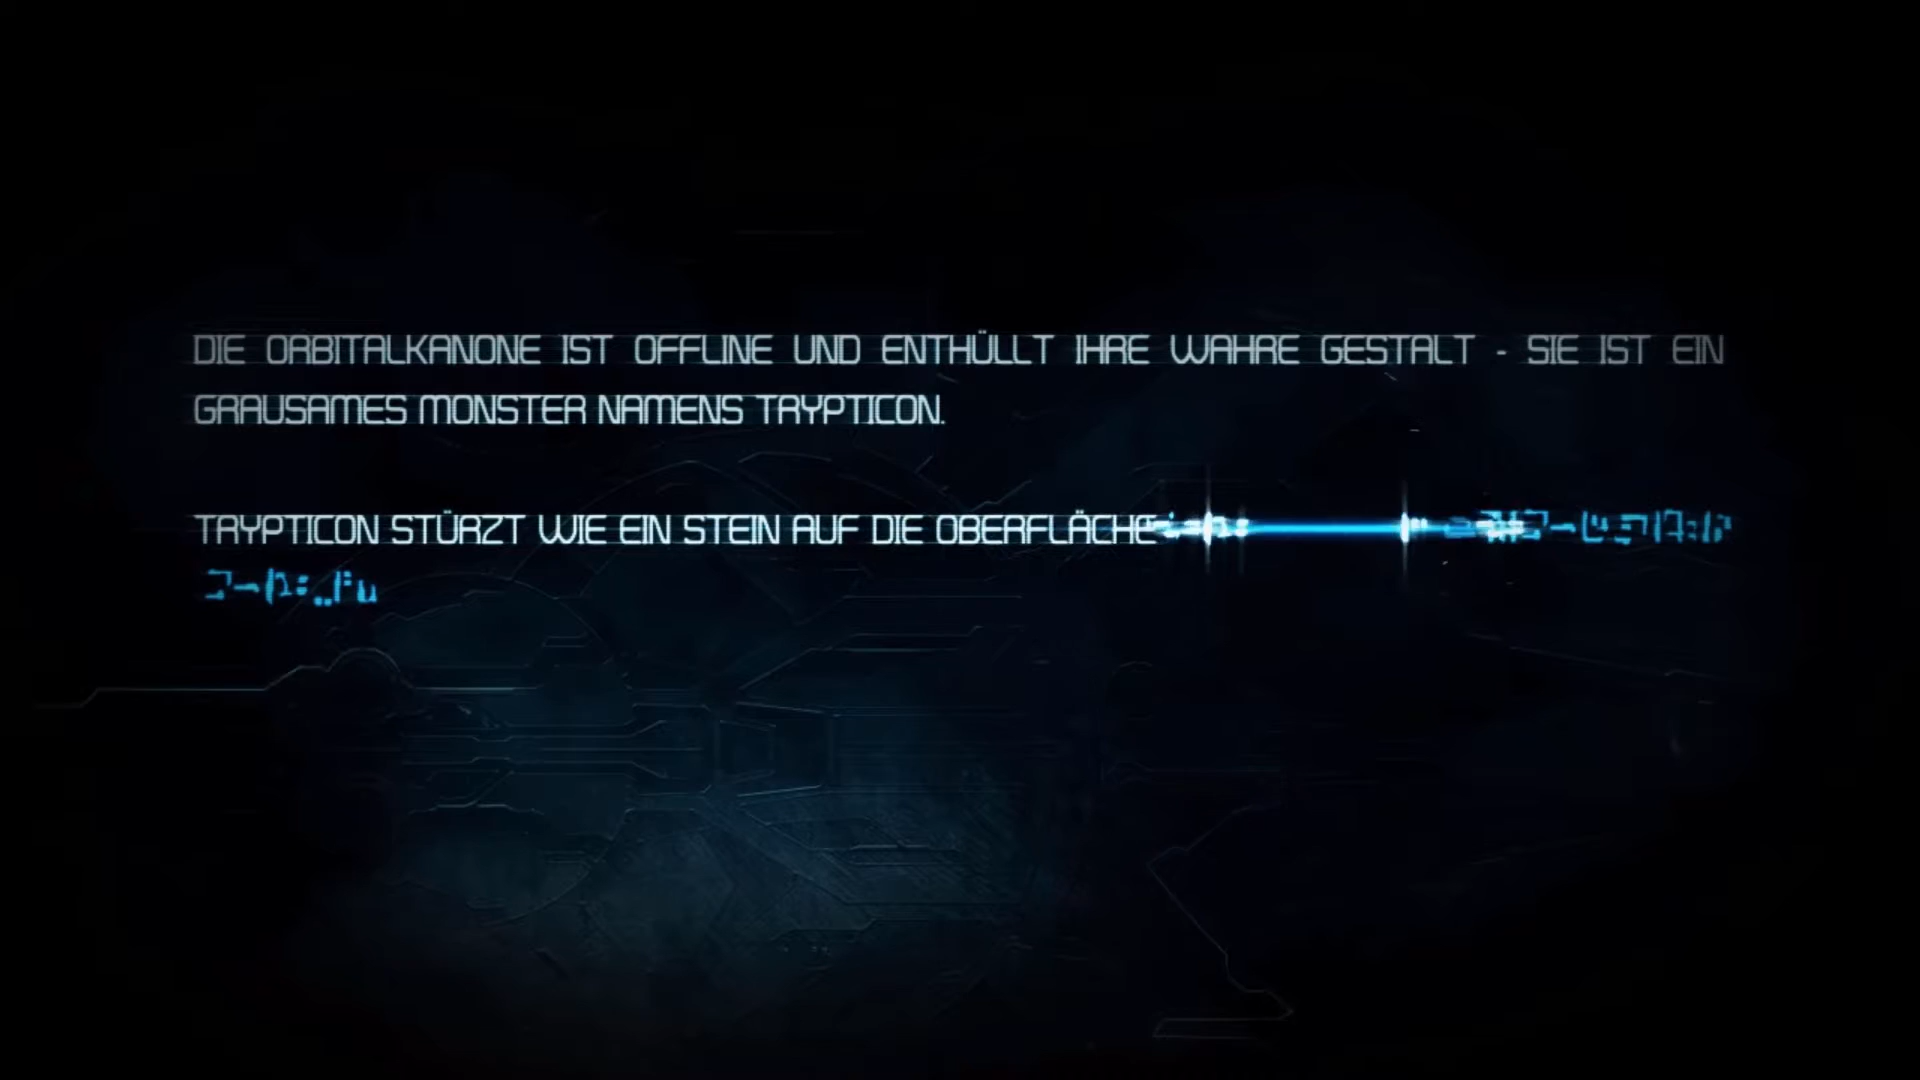 DIE ORBITALKANONE IST OFFLINE UND ENTHÜLLT IHRE WAHRE GESTALT - SIE IST EIN
GRAUSAMES MONSTER NAMENS TRYPTICON.
TRYPTICON STÜRZT WIE EIN STEIN AUF DIE OBERFLÄCHE